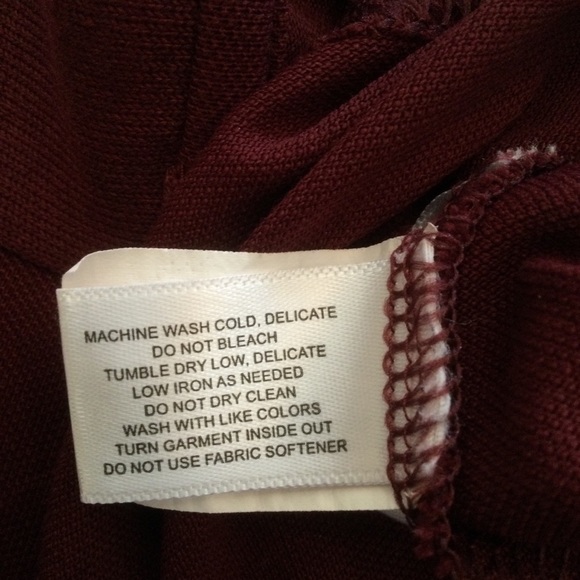 MACHINE WASH COLD, DELICATE
DO NOT BLEACH
TUMBLE DRY LOW, DELICATE
LOW IRON AS NEEDED
DO NOT DRY CLEAN
WASH WITH LIKE COLORS
TURN GARMENT INSIDE OUT
DO NOT USE FABRIC SOFTENER